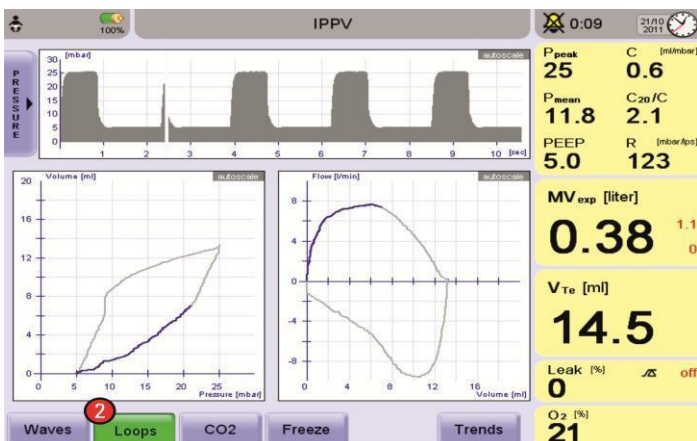 100%
IPPV
0:09
21/10
2011
PRESSURE
[mbar]
autoscale
30
25
20
15
10
5
0
0 1 2 3 4 5 6 7 8 9 10 [sec]
Volume [ml]
autoscale
20
16
12
8
4
0
0 5 10 15 20 25
Pressure [mbar]
Flow [l/min]
autoscale
8
4
0
-4
-8
0 4 8 12 16
Volume [ml]
Ppeak C [ml/mbar]
25 0.6
Pmean C20/C
11.8 2.1
PEEP R [mbar/lps]
5.0 123
MVexp [liter]
0.38
1.1
0
VTe [ml]
14.5
Leak [%] off
0
O2 [%]
21
2
Waves Loops CO2 Freeze Trends